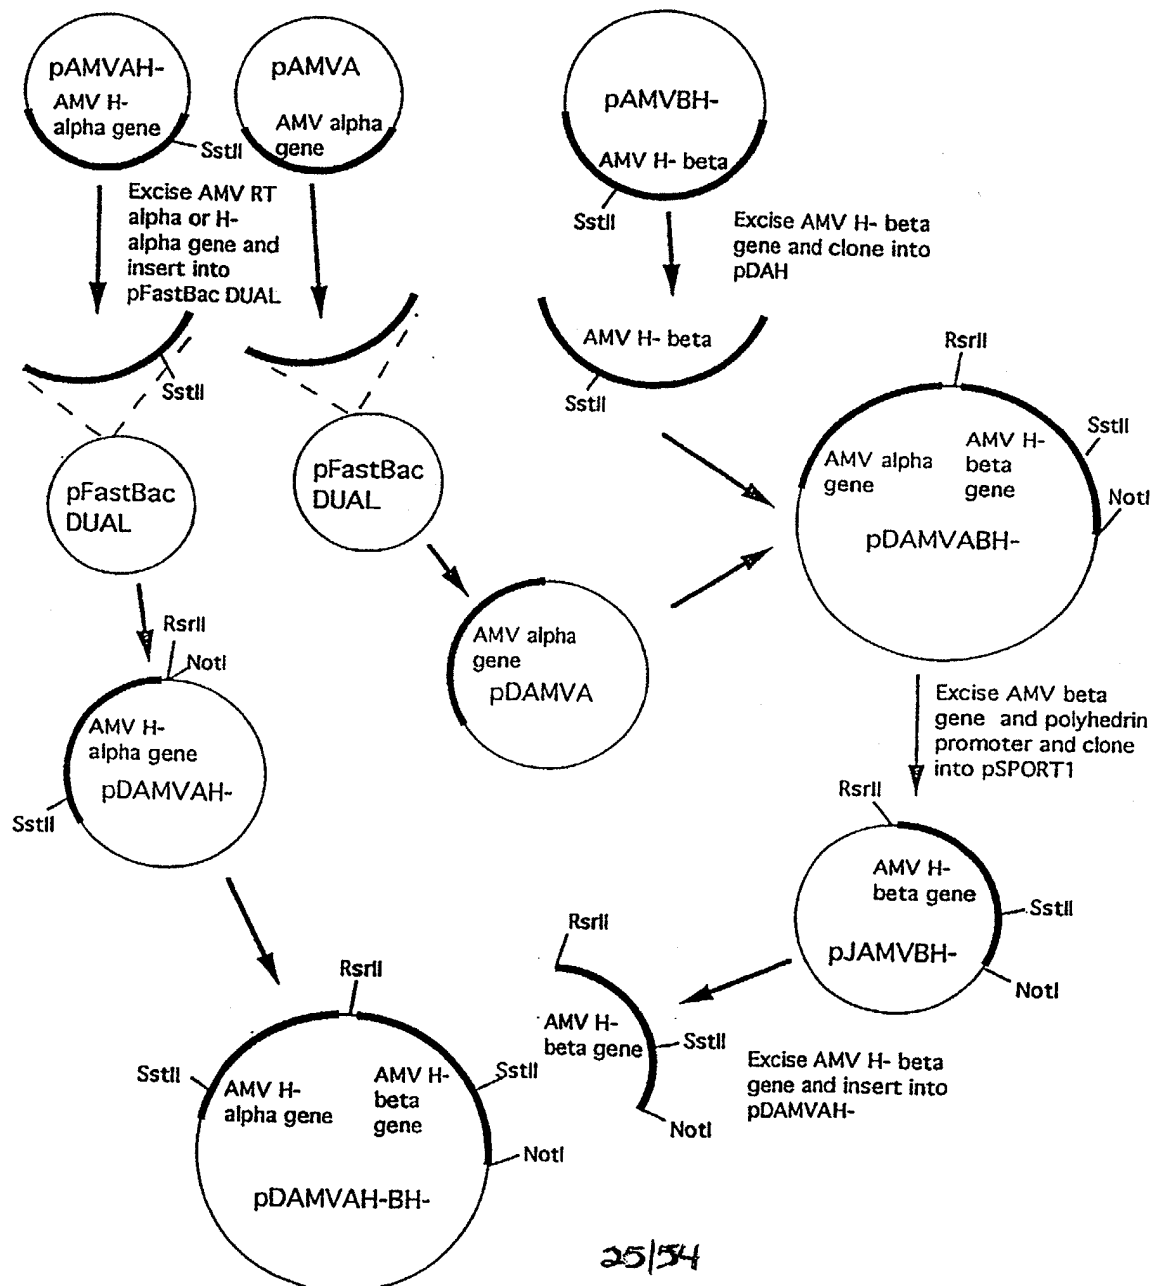 pAMVAH-
AMV H-
alpha gene
SstII
pAMVA
AMV alpha
gene
pAMVBH-
AMV H- beta
SstII
Excise AMV RT
alpha or H-
alpha gene and
insert into
pFastBac DUAL
Excise AMV H- beta
gene and clone into
pDAH
SstII
AMV H- beta
SstII
pFastBac
DUAL
pFastBac
DUAL
RsrII
SstII
NotI
AMV alpha
gene
AMV H-
beta
gene
pDAMVABH-
RsrII
NotI
AMV H-
alpha gene
pDAMVAH-
SstII
AMV alpha
gene
pDAMVA
Excise AMV beta
gene and polyhedrin
promoter and clone
into pSPORT1
RsrII
AMV H-
beta gene
SstII
pJAMVBH-
NotI
RsrII
AMV H-
beta gene
SstII
NotI
Excise AMV H- beta
gene and insert into
pDAMVAH-
RsrII
SstII
AMV H-
alpha gene
AMV H-
beta
gene
SstII
NotI
pDAMVAH-BH-
25/54